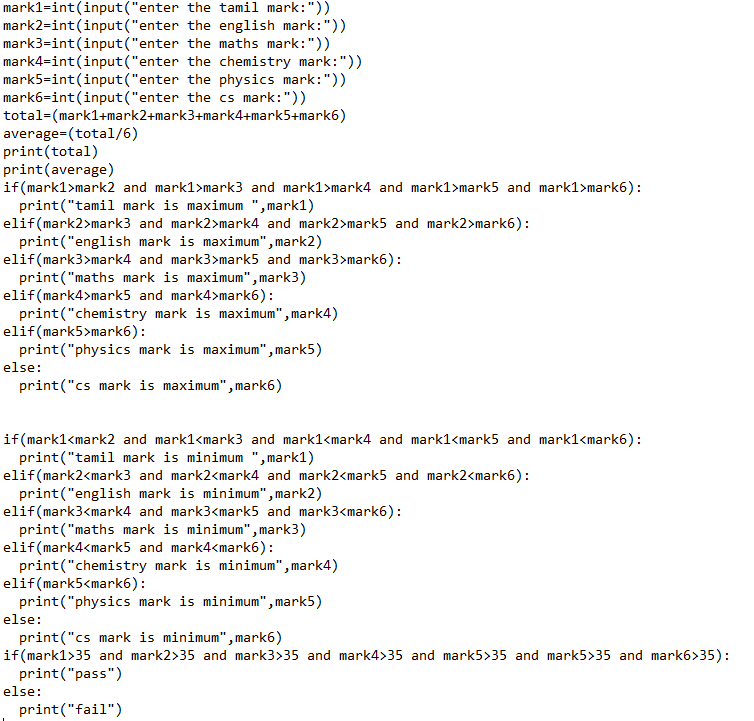 mark1=int(input("enter the tamil mark:"))
mark2=int(input("enter the english mark:"))
mark3=int(input("enter the maths mark:"))
mark4=int(input("enter the chemistry mark:"))
mark5=int(input("enter the physics mark:"))
mark6=int(input("enter the cs mark:"))
total=(mark1+mark2+mark3+mark4+mark5+mark6)
average=(total/6)
print(total)
print(average)
if(mark1>mark2 and mark1>mark3 and mark1>mark4 and mark1>mark5 and mark1>mark6):
  print("tamil mark is maximum ",mark1)
elif(mark2>mark3 and mark2>mark4 and mark2>mark5 and mark2>mark6):
  print("english mark is maximum",mark2)
elif(mark3>mark4 and mark3>mark5 and mark3>mark6):
  print("maths mark is maximum",mark3)
elif(mark4>mark5 and mark4>mark6):
  print("chemistry mark is maximum",mark4)
elif(mark5>mark6):
  print("physics mark is maximum",mark5)
else:
  print("cs mark is maximum",mark6)


if(mark1<mark2 and mark1<mark3 and mark1<mark4 and mark1<mark5 and mark1<mark6):
  print("tamil mark is minimum ",mark1)
elif(mark2<mark3 and mark2<mark4 and mark2<mark5 and mark2<mark6):
  print("english mark is minimum",mark2)
elif(mark3<mark4 and mark3<mark5 and mark3<mark6):
  print("maths mark is minimum",mark3)
elif(mark4<mark5 and mark4<mark6):
  print("chemistry mark is minimum",mark4)
elif(mark5<mark6):
  print("physics mark is minimum",mark5)
else:
  print("cs mark is minimum",mark6)
if(mark1>35 and mark2>35 and mark3>35 and mark4>35 and mark5>35 and mark5>35 and mark6>35):
  print("pass")
else:
  print("fail")